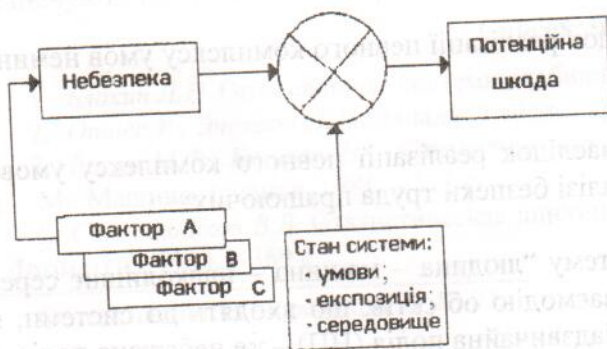 Небезпека
Потенційна
шкода
Фактор А
Фактор В
Фактор С
Стан системи:
- умови;
- експозиція;
- середовище